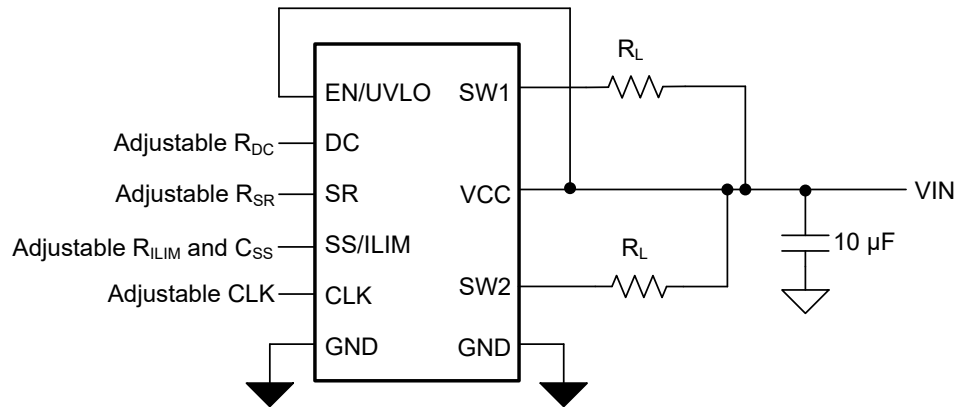 R_L
EN/UVLO SW1
Adjustable R_DC DC
Adjustable R_SR SR VCC VIN
Adjustable R_ILIM and C_SS SS/ILIM R_L 10 µF
Adjustable CLK CLK SW2
GND GND